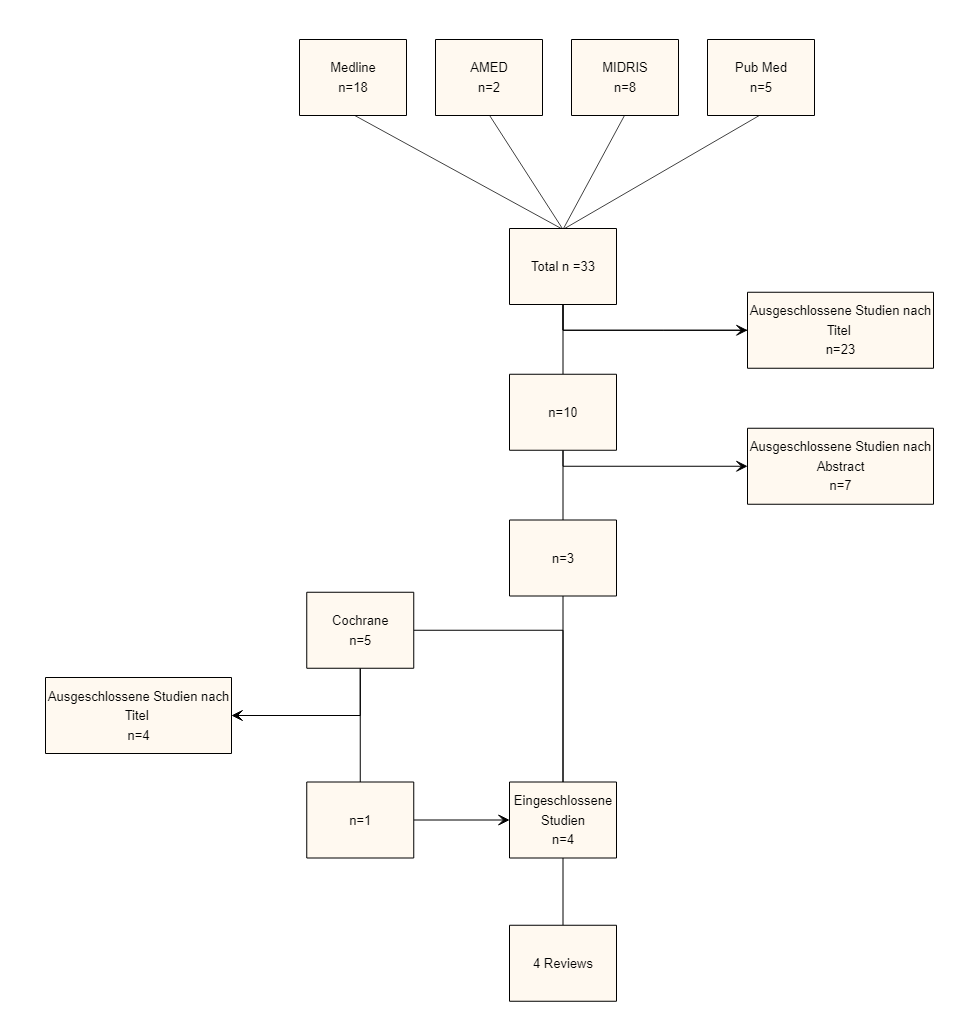 Medline
n=18
AMED
n=2
MIDRIS
n=8
Pub Med
n=5
Total n =33
Ausgeschlossene Studien nach
Titel
n=23
n=10
Ausgeschlossene Studien nach
Abstract
n=7
n=3
Cochrane
n=5
Ausgeschlossene Studien nach
Titel
n=4
n=1
Eingeschlossene
Studien
n=4
4 Reviews